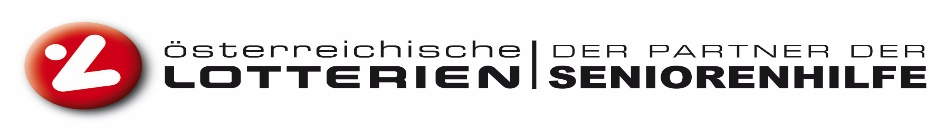 österreichische
LOTTERIEN
DER PARTNER DER
SENIORENHILFE